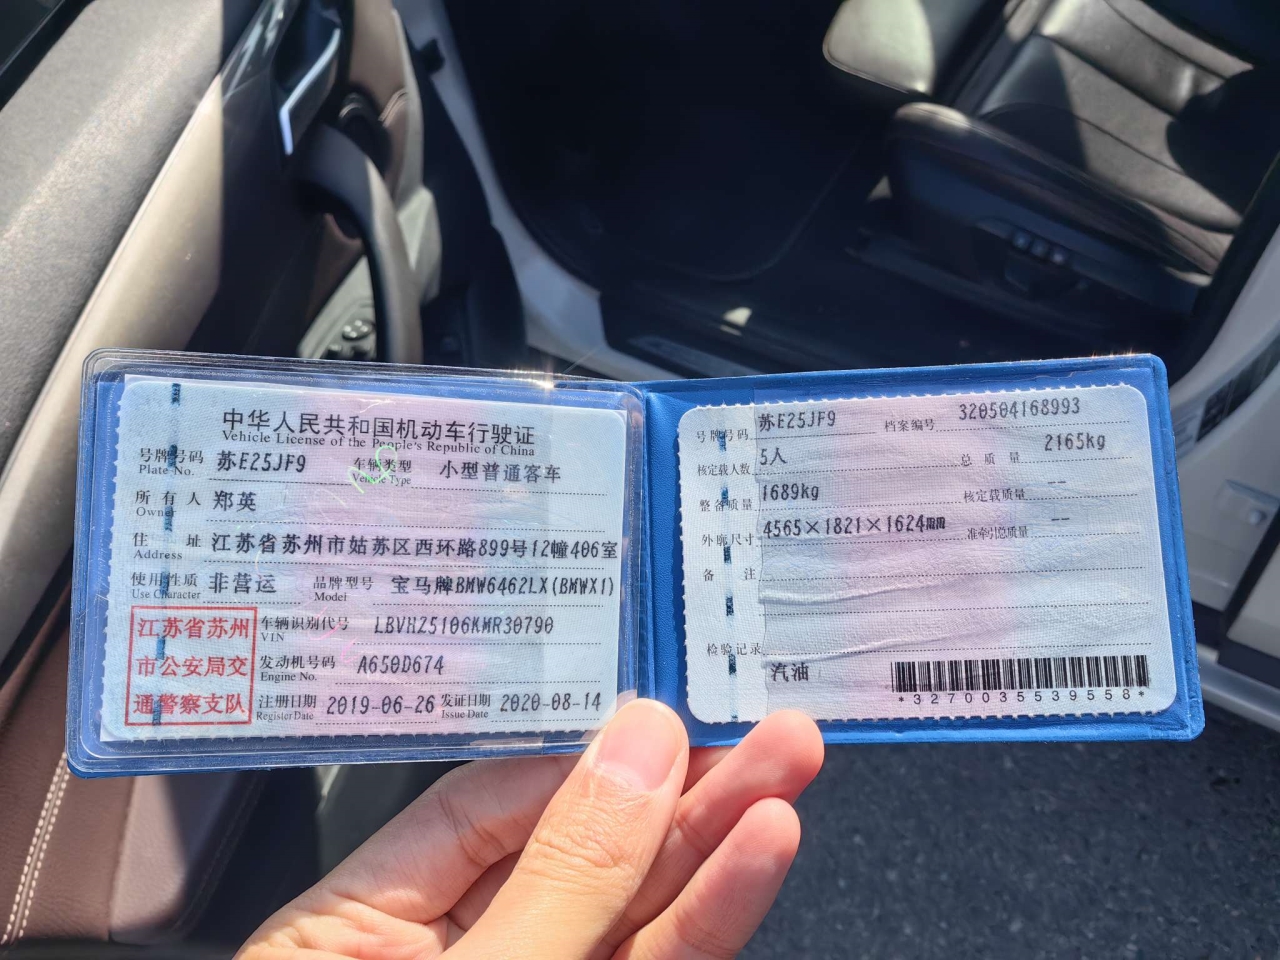 中华人民共和国机动车行驶证
Vehicle License of the People's Republic of China
号牌号码 苏E25JF9 车辆类型 小型普通客车
Plate No. Vehicle Type
所有人 郑英
Owner
住址 江苏省苏州市姑苏区西环路899号12幢406室
Address
使用性质 非营运 品牌型号 宝马牌BMW6462LX(BMWX1)
Use Character Model
江苏省苏州
市公安局交
通警察支队
车辆识别代号 LBVHZ5106KMR30790
VIN
发动机号码 A650D674
Engine No.
注册日期 2019-06-26 发证日期 2020-08-14
Register Date Issue Date
号牌号码 苏E25JF9 档案编号 320504168993
核定载人数 5人 总质量 2165kg
整备质量 1689kg 核定载质量 --
外廓尺寸 4565×1821×1624mm 准牵引总质量 --
备注
检验记录
汽油
*3270035539558*